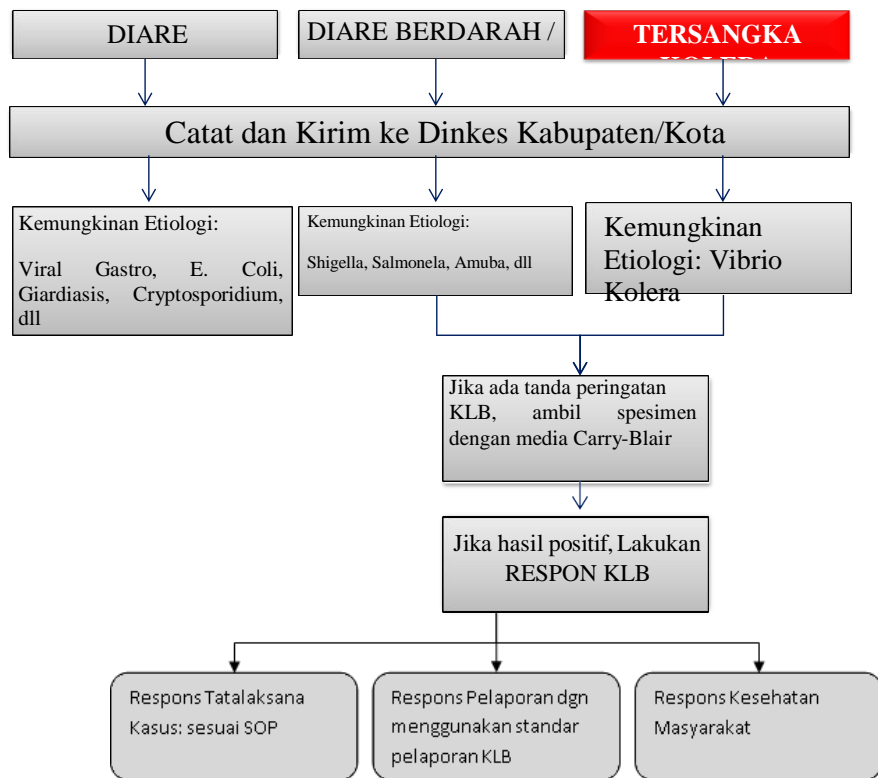 DIARE
DIARE BERDARAH /
TERSANGKA
Catat dan Kirim ke Dinkes Kabupaten/Kota
Kemungkinan Etiologi:
Viral Gastro, E. Coli,
Giardiasis, Cryptosporidium,
dll
Kemungkinan Etiologi:
Shigella, Salmonela, Amuba, dll
Kemungkinan
Etiologi: Vibrio
Kolera
Jika ada tanda peringatan
KLB, ambil spesimen
dengan media Carry-Blair
Jika hasil positif, Lakukan
RESPON KLB
Respons Tatalaksana
Kasus: sesuai SOP
Respons Pelaporan dgn
menggunakan standar
pelaporan KLB
Respons Kesehatan
Masyarakat